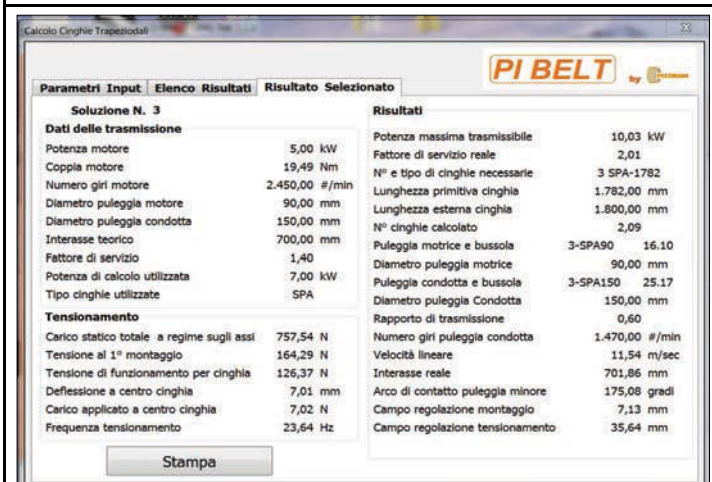 Calcolo Cinghie Trapeziodali
PI BELT by
Parametri Input Elenco Risultati Risultato Selezionato
Soluzione N. 3
Dati delle trasmissione
Potenza motore 5,00 kW
Coppia motore 19,49 Nm
Numero giri motore 2.450,00 #/min
Diametro puleggia motore 90,00 mm
Diametro puleggia condotta 150,00 mm
Interasse teorico 700,00 mm
Fattore di servizio 1,40
Potenza di calcolo utilizzata 7,00 kW
Tipo cinghie utilizzate SPA
Tensionamento
Carico statico totale a regime sugli assi 757,54 N
Tensione al 1° montaggio 164,29 N
Tensione di funzionamento per cinghia 126,37 N
Deflessione a centro cinghia 7,01 mm
Carico applicato a centro cinghia 7,02 N
Frequenza tensionamento 23,64 Hz
Stampa
Risultati
Potenza massima trasmissibile 10,03 kW
Fattore di servizio reale 2,01
N° e tipo di cinghie necessarie 3 SPA-1782
Lunghezza primitiva cinghia 1.782,00 mm
Lunghezza esterna cinghia 1.800,00 mm
N° cinghie calcolato 2,09
Puleggia motrice e bussola 3-SPA90 16.10
Diametro puleggia motrice 90,00 mm
Puleggia condotta e bussola 3-SPA150 25.17
Diametro puleggia Condotta 150,00 mm
Rapporto di trasmissione 0,60
Numero giri puleggia condotta 1.470,00 #/min
Velocità lineare 11,54 m/sec
Interasse reale 701,86 mm
Arco di contatto puleggia minore 175,08 gradi
Campo regolazione montaggio 7,13 mm
Campo regolazione tensionamento 35,64 mm